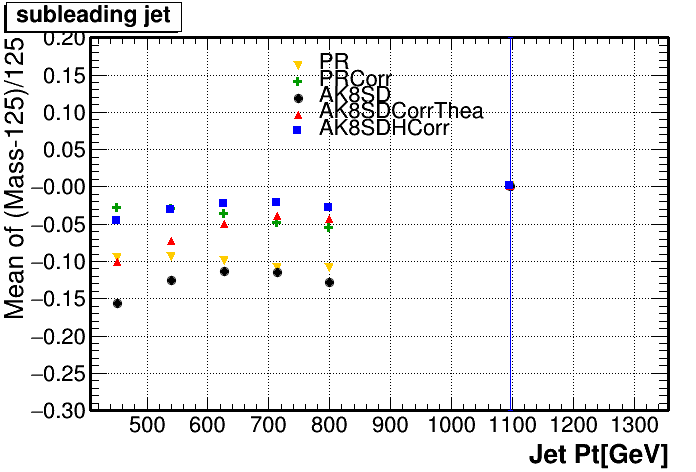 subleading jet
0.20
0.15
0.10
0.05
−0.00
−0.05
−0.10
−0.15
−0.20
−0.25
−0.30
Mean of (Mass-125)/125
PR
PRCorr
AK8SD
AK8SDCorrThea
AK8SDHCorr
500 600 700 800 900 1000 1100 1200 1300
Jet Pt[GeV]